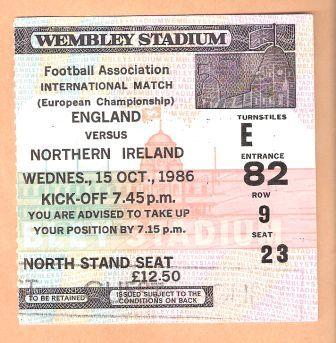 WEMBLEY STADIUM
Football Association
INTERNATIONAL MATCH
(European Championship)
ENGLAND
VERSUS
NORTHERN IRELAND
WEDNES., 15 OCT., 1986
KICK-OFF 7.45 p.m.
YOU ARE ADVISED TO TAKE UP
YOUR POSITION BY 7.15 p.m.
NORTH STAND SEAT
£12.50
TO BE RETAINED
ISSUED SUBJECT TO THE
CONDITIONS ON BACK
TURNSTILES
E
ENTRANCE
82
ROW
9
SEAT
23